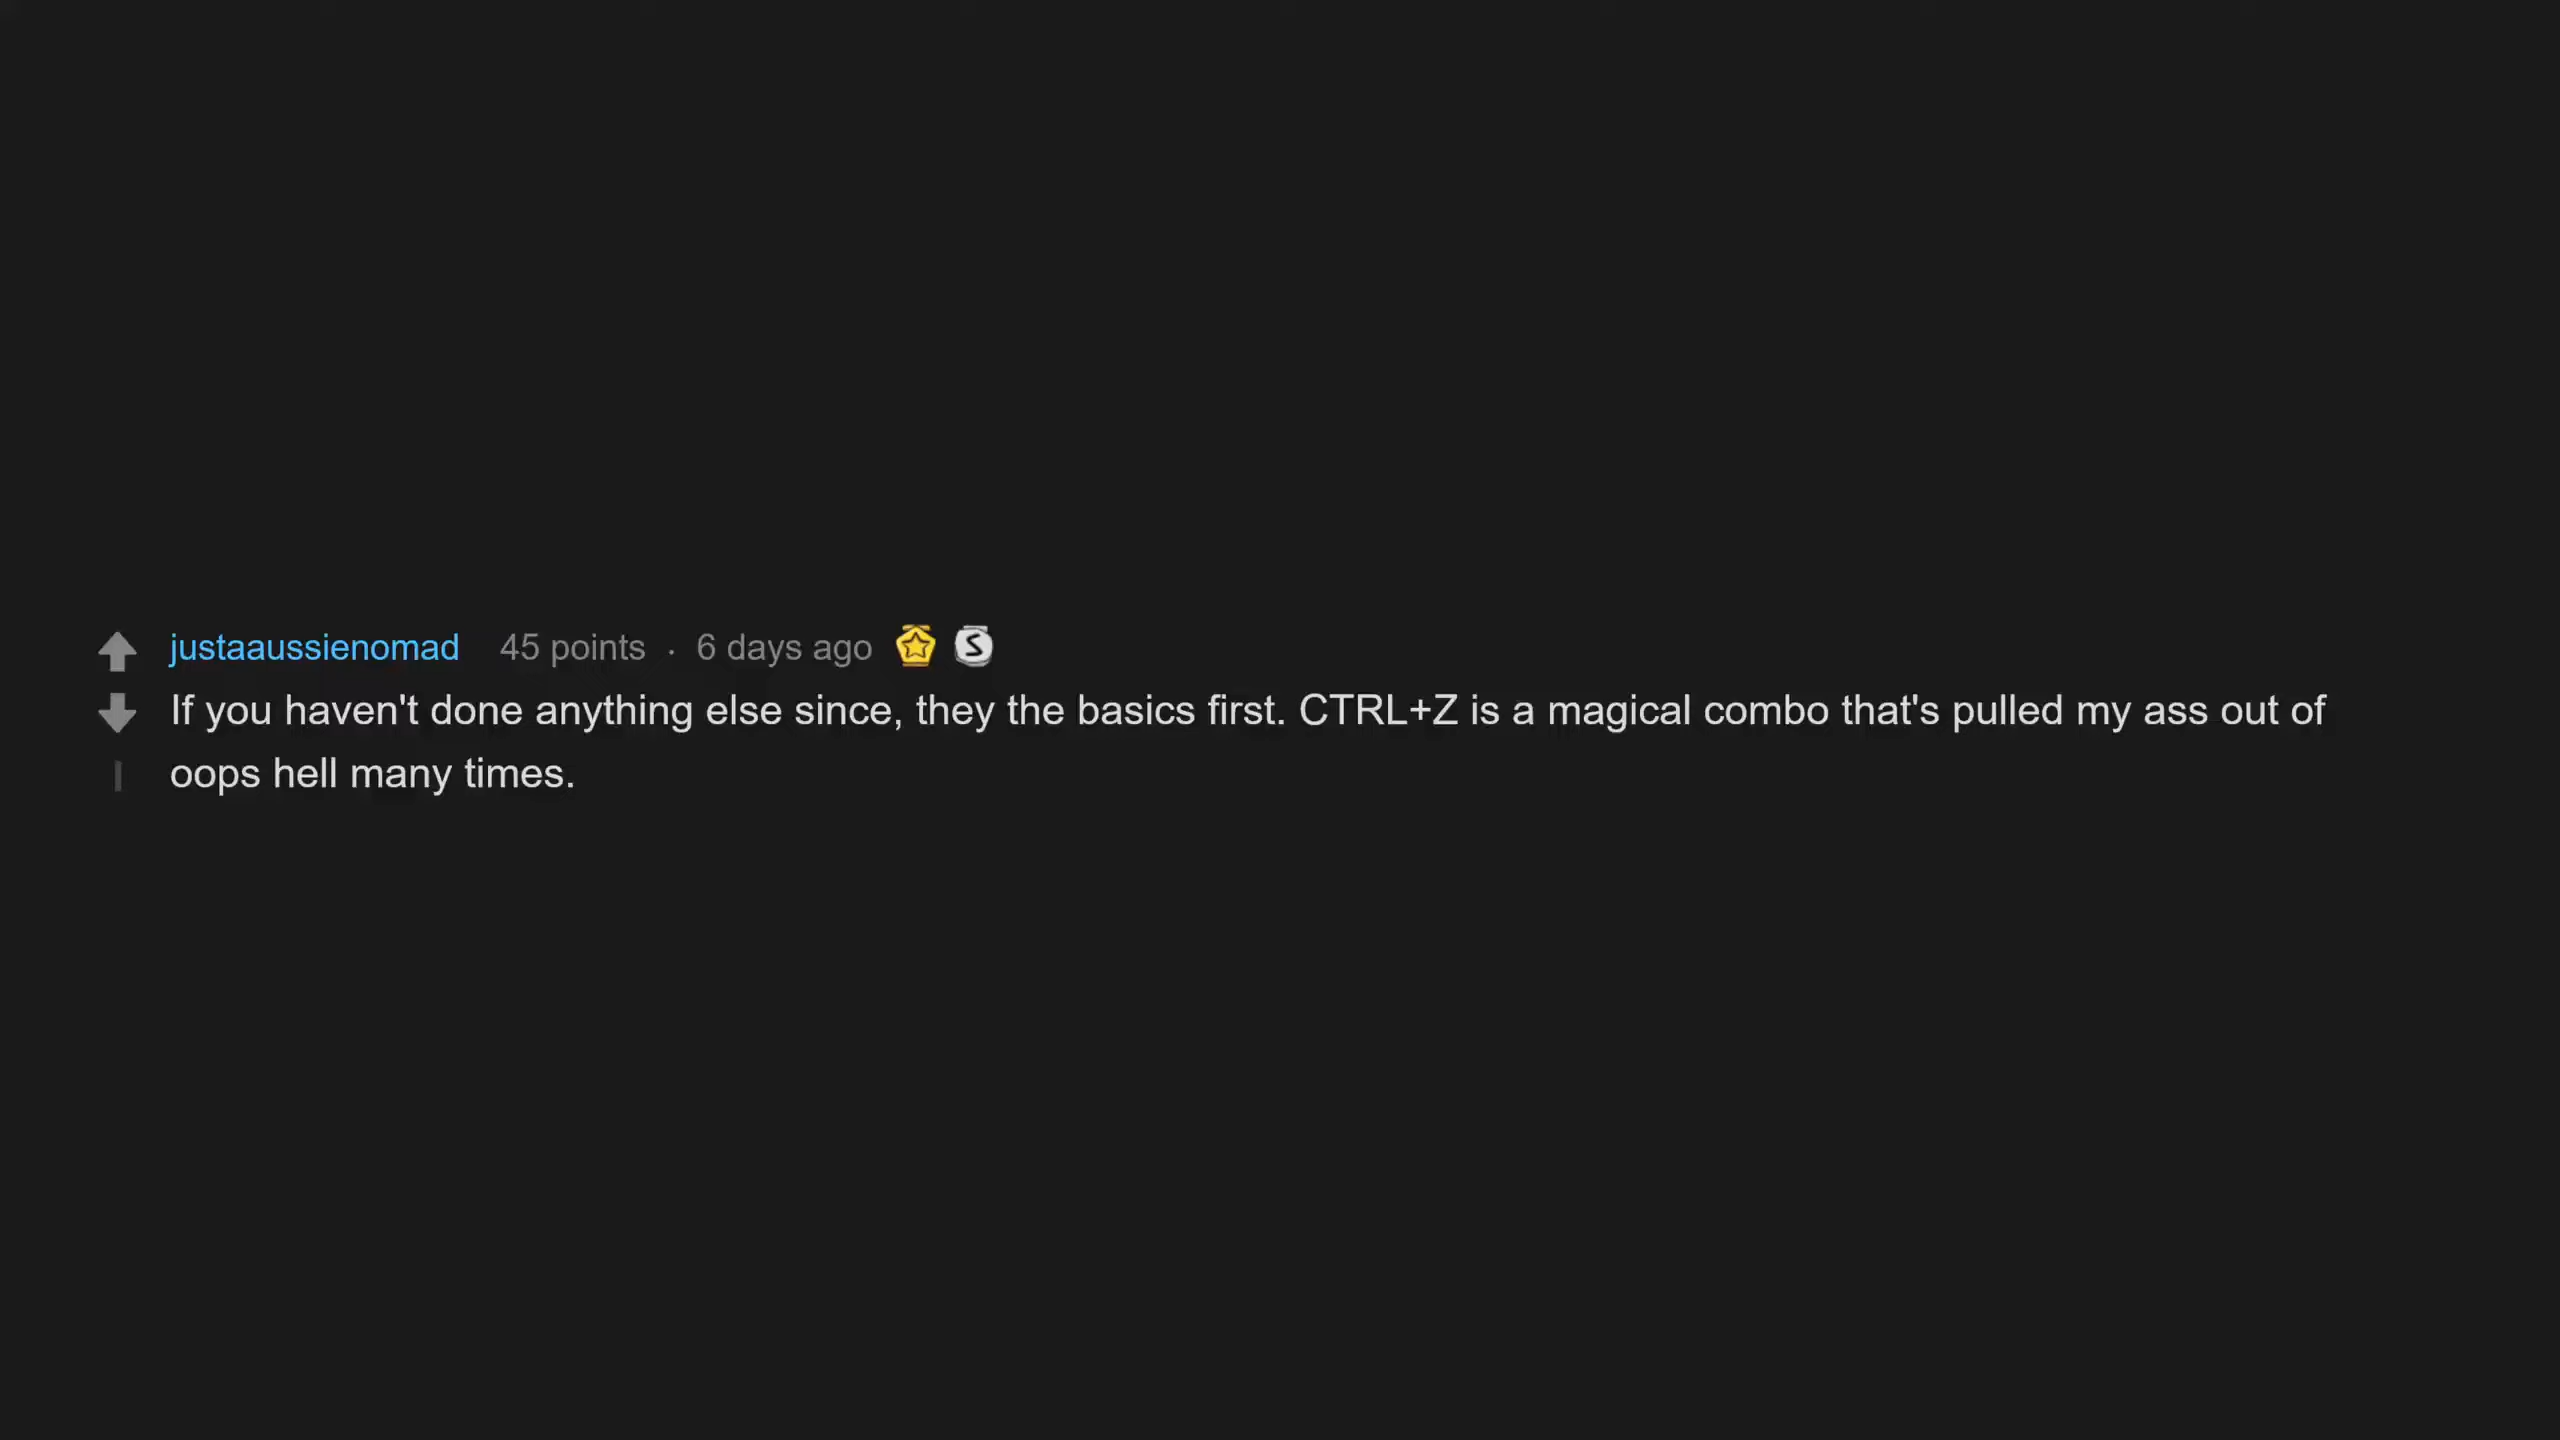 justaaussienomad 45 points · 6 days ago
If you haven't done anything else since, they the basics first. CTRL+Z is a magical combo that's pulled my ass out of
oops hell many times.